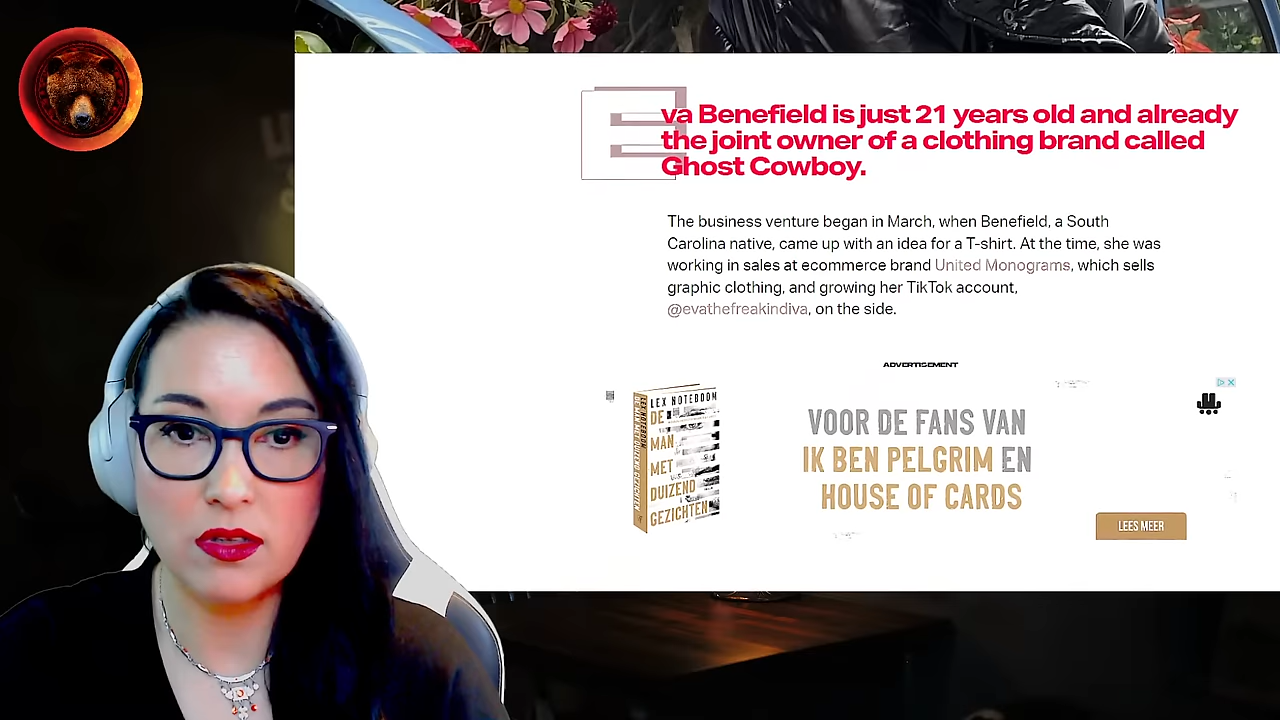 Eva Benefield is just 21 years old and already
the joint owner of a clothing brand called
Ghost Cowboy.
The business venture began in March, when Benefield, a South
Carolina native, came up with an idea for a T-shirt. At the time, she was
working in sales at ecommerce brand United Monograms, which sells
graphic clothing, and growing her TikTok account,
@evathefreakindiva, on the side.
ADVERTISEMENT
LEX NOTEBOOM
DE
MAN
MET
DUIZEND
GEZICHTEN
VOOR DE FANS VAN
IK BEN PELGRIM EN
HOUSE OF CARDS
LEES MEER